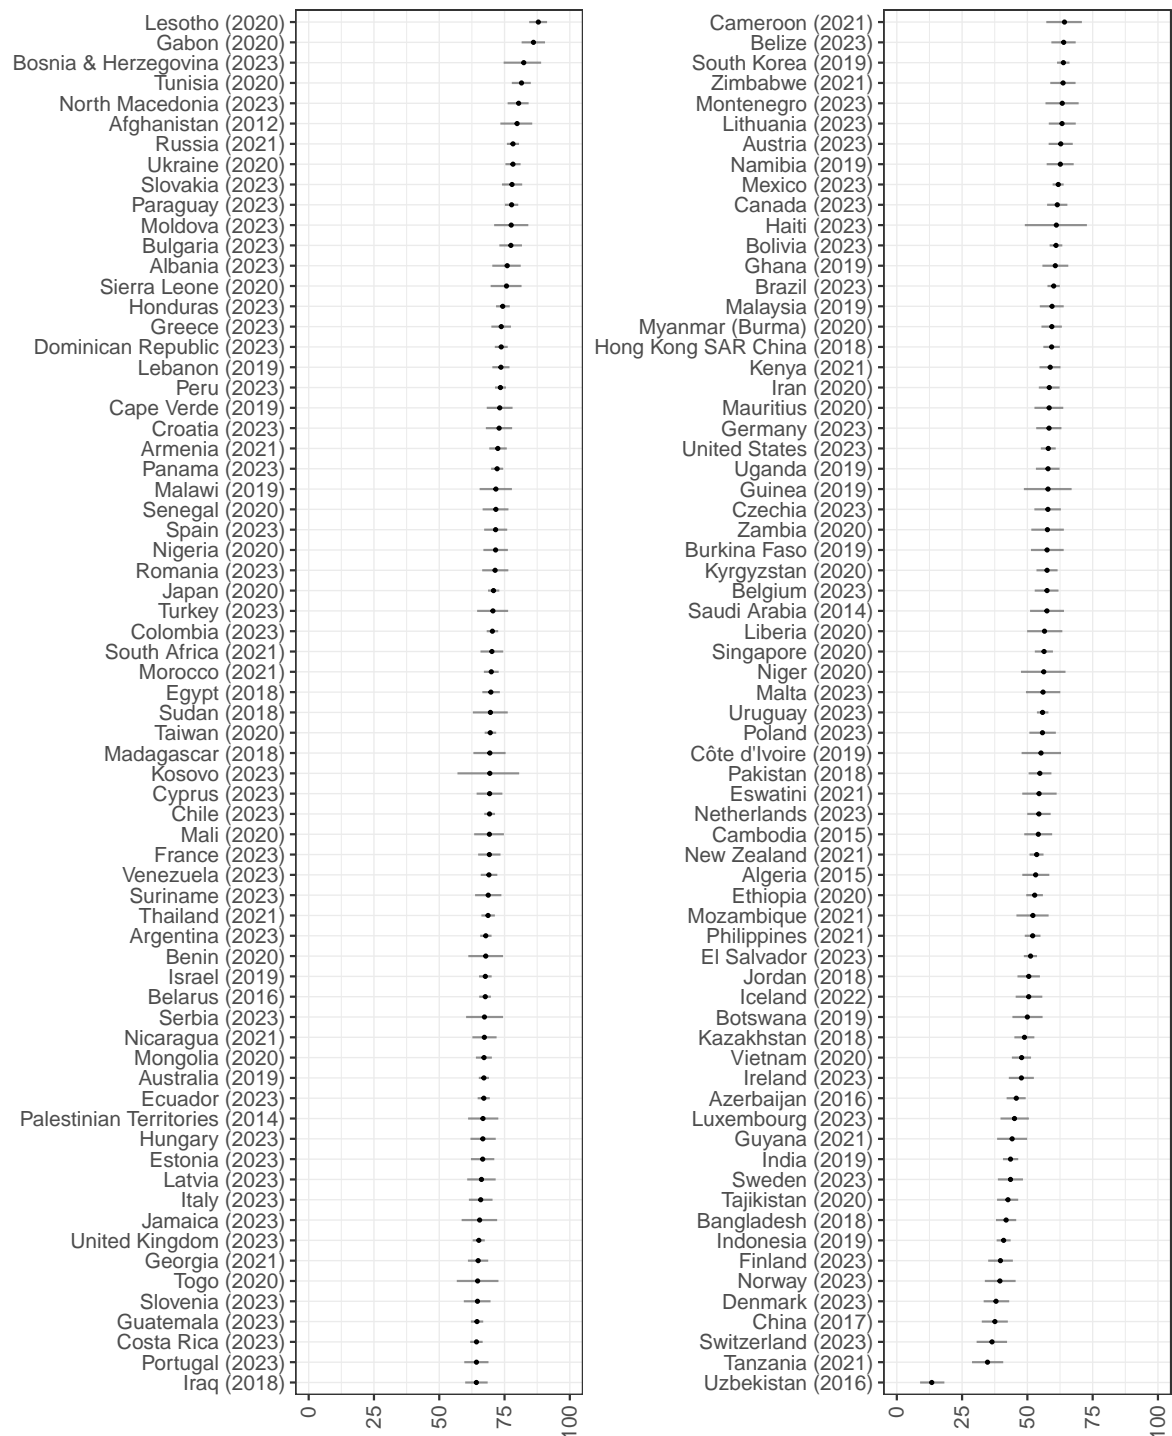 Lesotho (2020)
Gabon (2020)
Bosnia & Herzegovina (2023)
Tunisia (2020)
North Macedonia (2023)
Afghanistan (2012)
Russia (2021)
Ukraine (2020)
Slovakia (2023)
Paraguay (2023)
Moldova (2023)
Bulgaria (2023)
Albania (2023)
Sierra Leone (2020)
Honduras (2023)
Greece (2023)
Dominican Republic (2023)
Lebanon (2019)
Peru (2023)
Cape Verde (2019)
Croatia (2023)
Armenia (2021)
Panama (2023)
Malawi (2019)
Senegal (2020)
Spain (2023)
Nigeria (2020)
Romania (2023)
Japan (2020)
Turkey (2023)
Colombia (2023)
South Africa (2021)
Morocco (2021)
Egypt (2018)
Sudan (2018)
Taiwan (2020)
Madagascar (2018)
Kosovo (2023)
Cyprus (2023)
Chile (2023)
Mali (2020)
France (2023)
Venezuela (2023)
Suriname (2023)
Thailand (2021)
Argentina (2023)
Benin (2020)
Israel (2019)
Belarus (2016)
Serbia (2023)
Nicaragua (2021)
Mongolia (2020)
Australia (2019)
Ecuador (2023)
Palestinian Territories (2014)
Hungary (2023)
Estonia (2023)
Latvia (2023)
Italy (2023)
Jamaica (2023)
United Kingdom (2023)
Georgia (2021)
Togo (2020)
Slovenia (2023)
Guatemala (2023)
Costa Rica (2023)
Portugal (2023)
Iraq (2018)
0
25
50
75
100
Cameroon (2021)
Belize (2023)
South Korea (2019)
Zimbabwe (2021)
Montenegro (2023)
Lithuania (2023)
Austria (2023)
Namibia (2019)
Mexico (2023)
Canada (2023)
Haiti (2023)
Bolivia (2023)
Ghana (2019)
Brazil (2023)
Malaysia (2019)
Myanmar (Burma) (2020)
Hong Kong SAR China (2018)
Kenya (2021)
Iran (2020)
Mauritius (2020)
Germany (2023)
United States (2023)
Uganda (2019)
Guinea (2019)
Czechia (2023)
Zambia (2020)
Burkina Faso (2019)
Kyrgyzstan (2020)
Belgium (2023)
Saudi Arabia (2014)
Liberia (2020)
Singapore (2020)
Niger (2020)
Malta (2023)
Uruguay (2023)
Poland (2023)
Côte d'Ivoire (2019)
Pakistan (2018)
Eswatini (2021)
Netherlands (2023)
Cambodia (2015)
New Zealand (2021)
Algeria (2015)
Ethiopia (2020)
Mozambique (2021)
Philippines (2021)
El Salvador (2023)
Jordan (2018)
Iceland (2022)
Botswana (2019)
Kazakhstan (2018)
Vietnam (2020)
Ireland (2023)
Azerbaijan (2016)
Luxembourg (2023)
Guyana (2021)
India (2019)
Sweden (2023)
Tajikistan (2020)
Bangladesh (2018)
Indonesia (2019)
Finland (2023)
Norway (2023)
Denmark (2023)
China (2017)
Switzerland (2023)
Tanzania (2021)
Uzbekistan (2016)
0
25
50
75
100